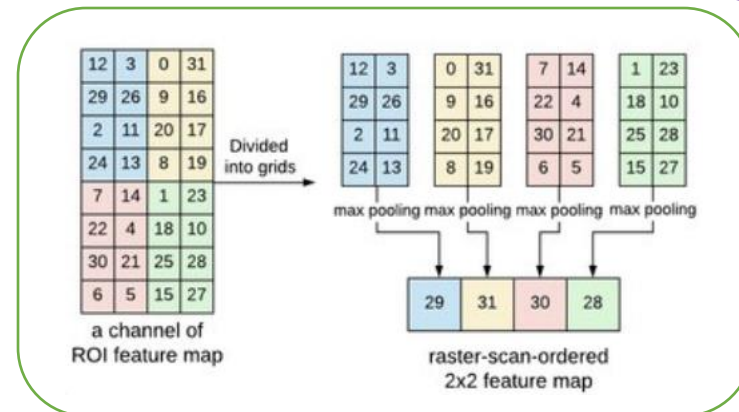 12 3 0 31
29 26 9 16
2 11 20 17
24 13 8 19
7 14 1 23
22 4 18 10
30 21 25 28
6 5 15 27
a channel of
ROI feature map
Divided
into grids
12 3
29 26
2 11
24 13
0 31
9 16
20 17
8 19
7 14
22 4
30 21
6 5
1 23
18 10
25 28
15 27
max pooling max pooling max pooling max pooling
29 31 30 28
raster-scan-ordered
2x2 feature map